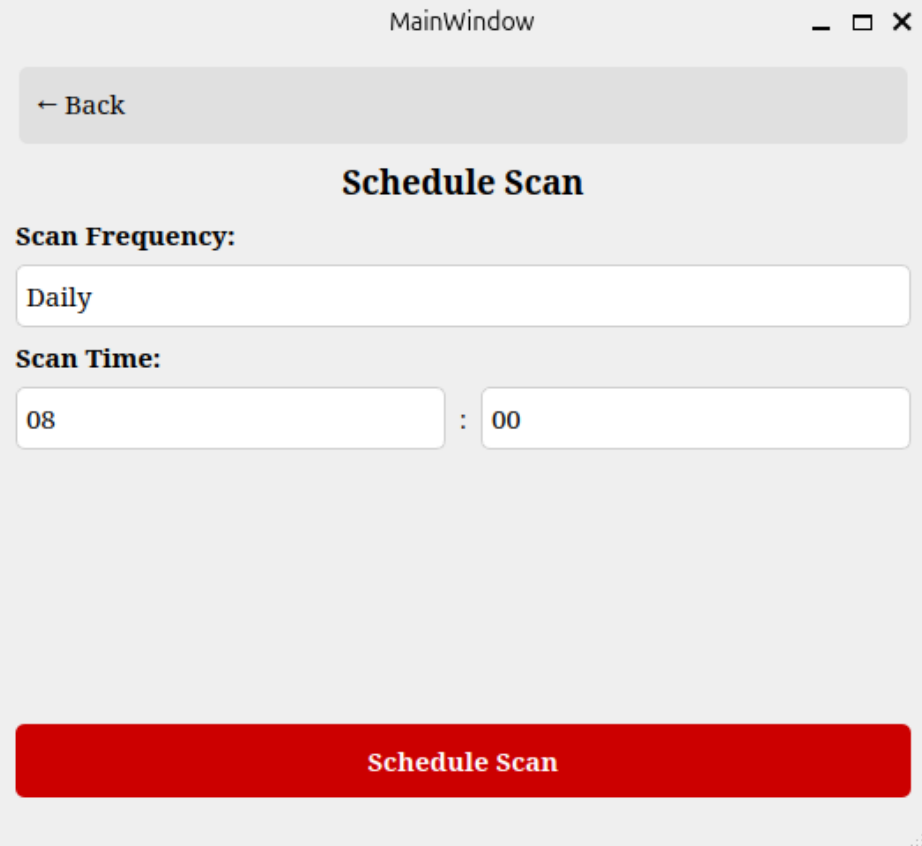 MainWindow
← Back
Schedule Scan
Scan Frequency:
Daily
Scan Time:
08 : 00
Schedule Scan